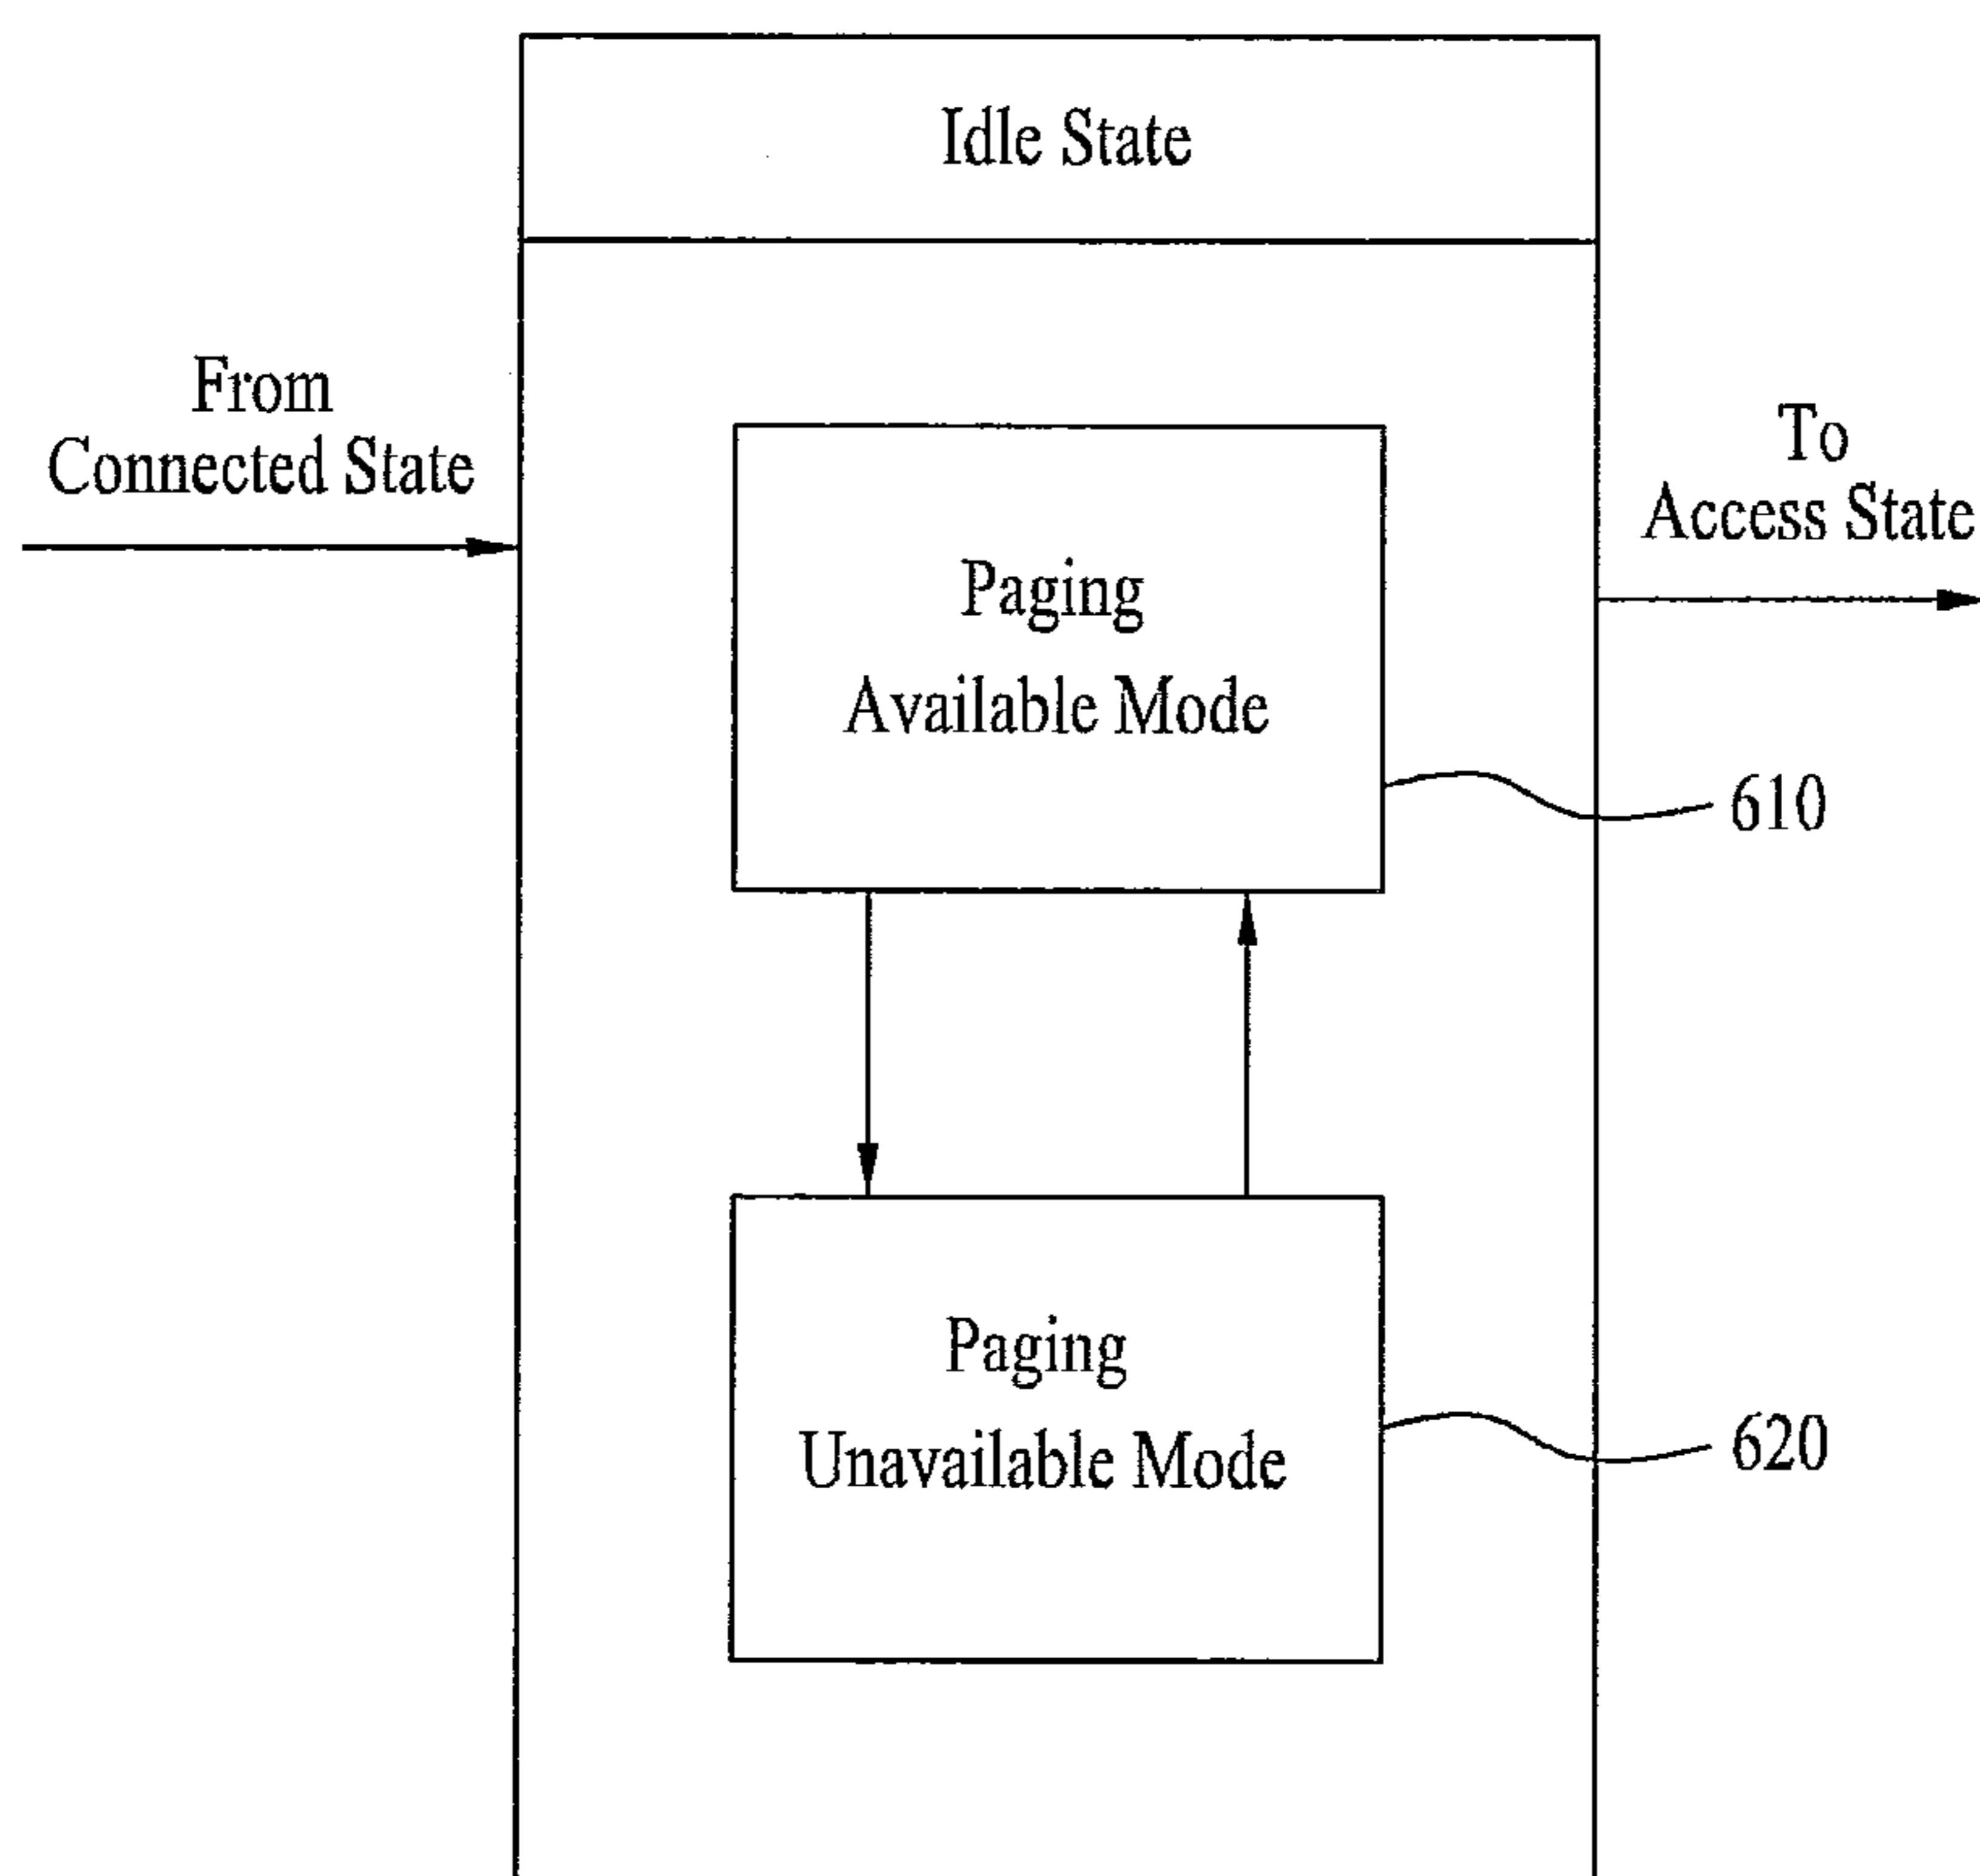 Idle State
From
Connected State
To
Access State
Paging
Available Mode
610
Paging
Unavailable Mode
620